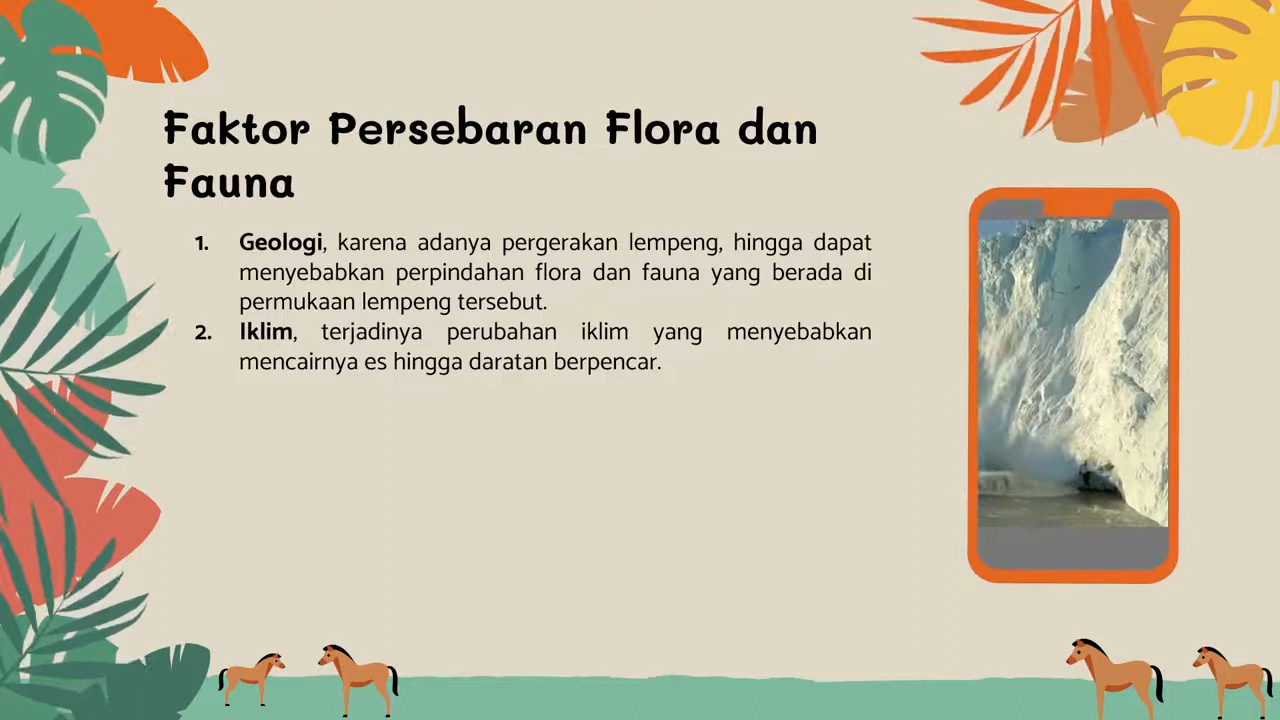 Faktor Persebaran Flora dan
Fauna
1. Geologi, karena adanya pergerakan lempeng, hingga dapat
menyebabkan perpindahan flora dan fauna yang berada di
permukaan lempeng tersebut.
2. Iklim, terjadinya perubahan iklim yang menyebabkan
mencairnya es hingga daratan berpencar.